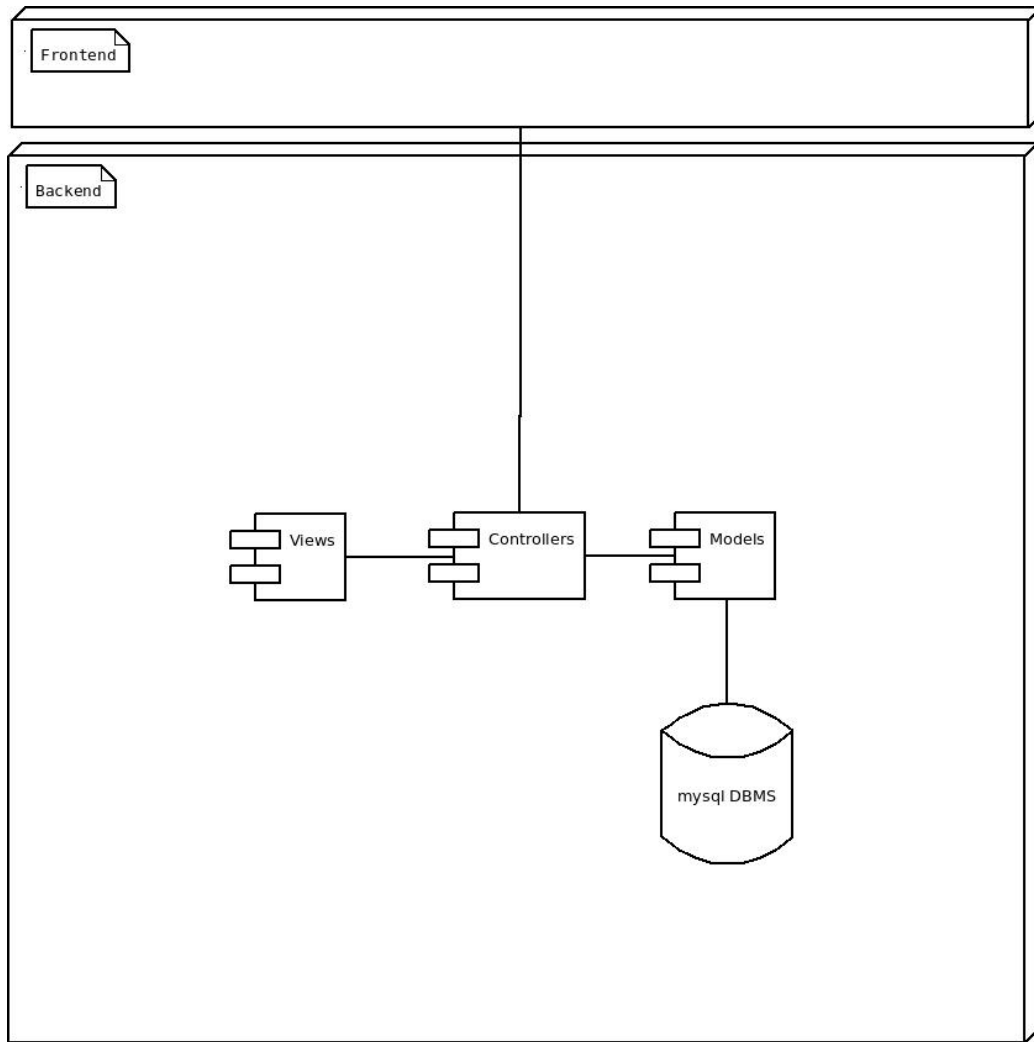 Frontend
Backend
Views
Controllers
Models
mysql DBMS